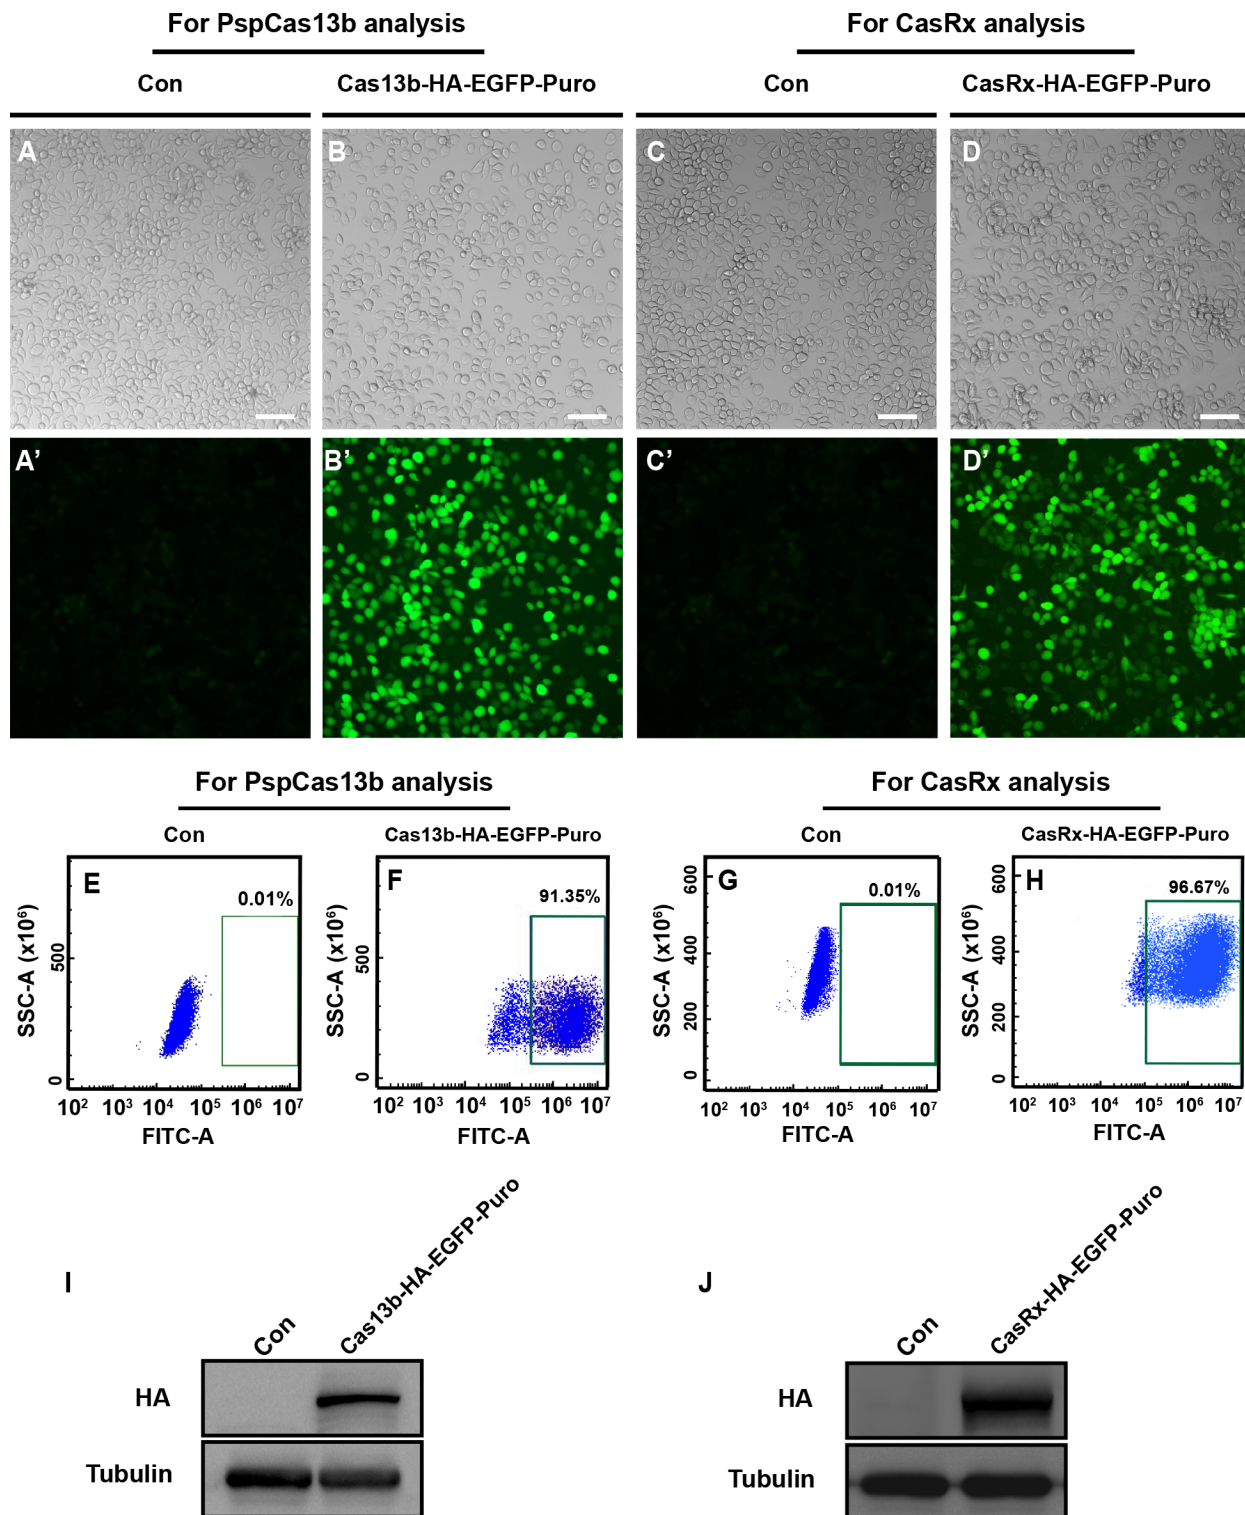 For PspCas13b analysis
For CasRx analysis
Con
Cas13b-HA-EGFP-Puro
Con
CasRx-HA-EGFP-Puro
A
B
C
D
A’
B’
C’
D’
For PspCas13b analysis
For CasRx analysis
Con
Cas13b-HA-EGFP-Puro
Con
CasRx-HA-EGFP-Puro
E
0.01%
SSC-A (x10⁶)
500
0
10² 10³ 10⁴ 10⁵ 10⁶ 10⁷
FITC-A
F
91.35%
SSC-A (x10⁶)
500
0
10² 10³ 10⁴ 10⁵ 10⁶ 10⁷
FITC-A
G
0.01%
SSC-A (x10⁶)
600
400
200
0
10² 10³ 10⁴ 10⁵ 10⁶ 10⁷
FITC-A
H
96.67%
SSC-A (x10⁶)
600
400
200
0
10² 10³ 10⁴ 10⁵ 10⁶ 10⁷
FITC-A
I
Con
Cas13b-HA-EGFP-Puro
HA
Tubulin
J
Con
CasRx-HA-EGFP-Puro
HA
Tubulin